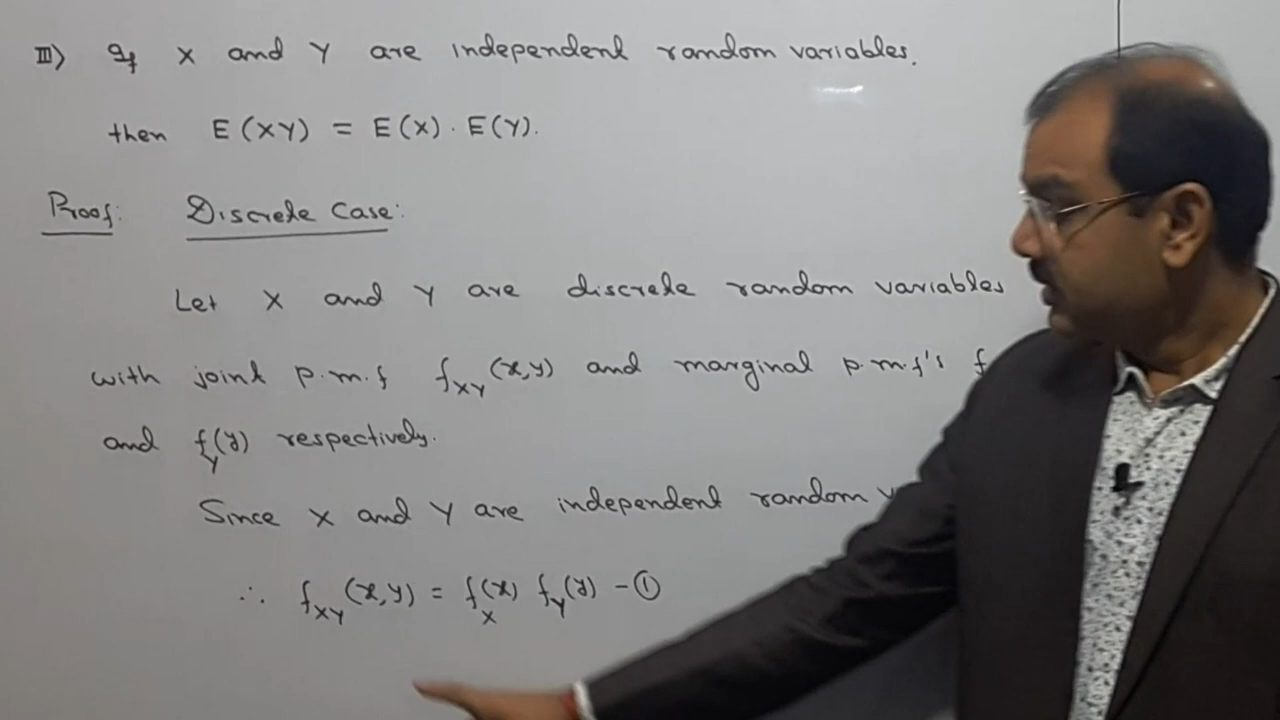 III) If X and Y are independent random variables.
then E(XY) = E(X) . E(Y).
Proof: Discrete Case:
Let X and Y are discrete random variables
with joint p.m.f f_XY(x,y) and marginal p.m.f's f
and f_Y(y) respectively.
Since X and Y are independent random v
∴ f_XY(x,y) = f_X(x) f_Y(y) - ①